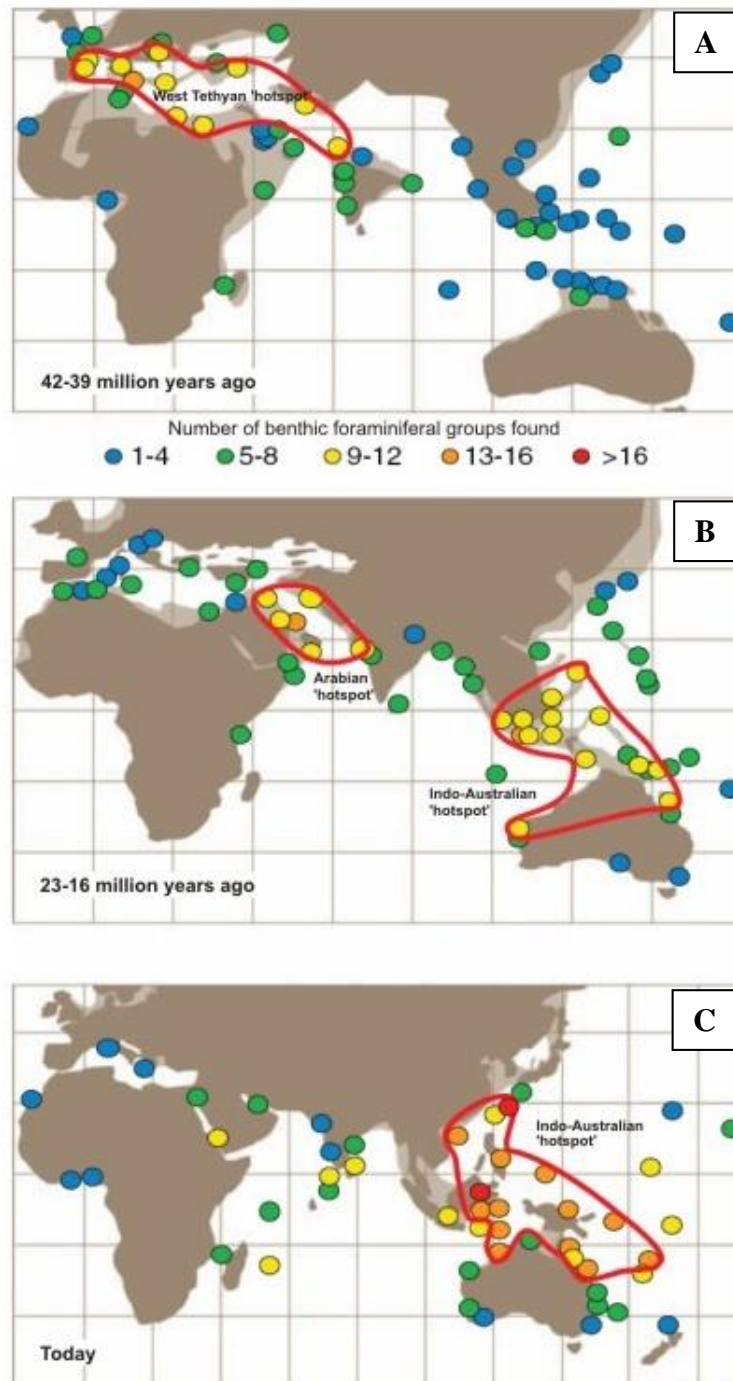 A
West Tethyan 'hotspot'
42-39 million years ago
Number of benthic foraminiferal groups found
1-4 5-8 9-12 13-16 >16
B
Arabian
'hotspot'
Indo-Australian
'hotspot'
23-16 million years ago
C
Indo-Australian
'hotspot'
Today